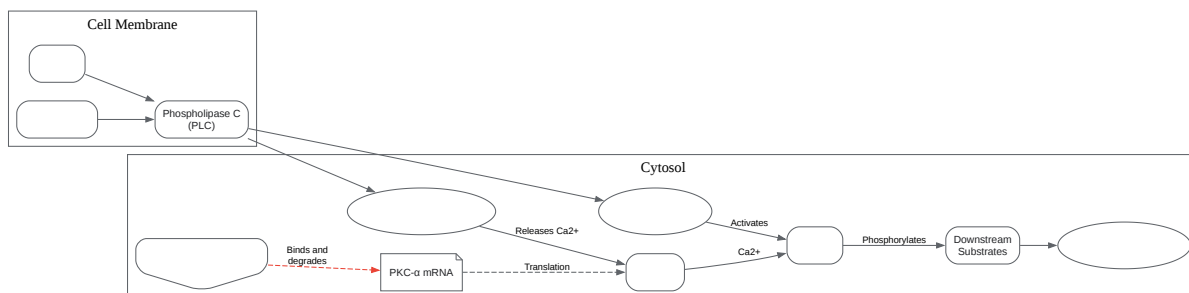 Cell Membrane
Phospholipase C
(PLC)
Cytosol
Activates
Releases Ca2+
Binds and
degrades
PKC-α mRNA
Translation
Ca2+
Phosphorylates
Downstream
Substrates